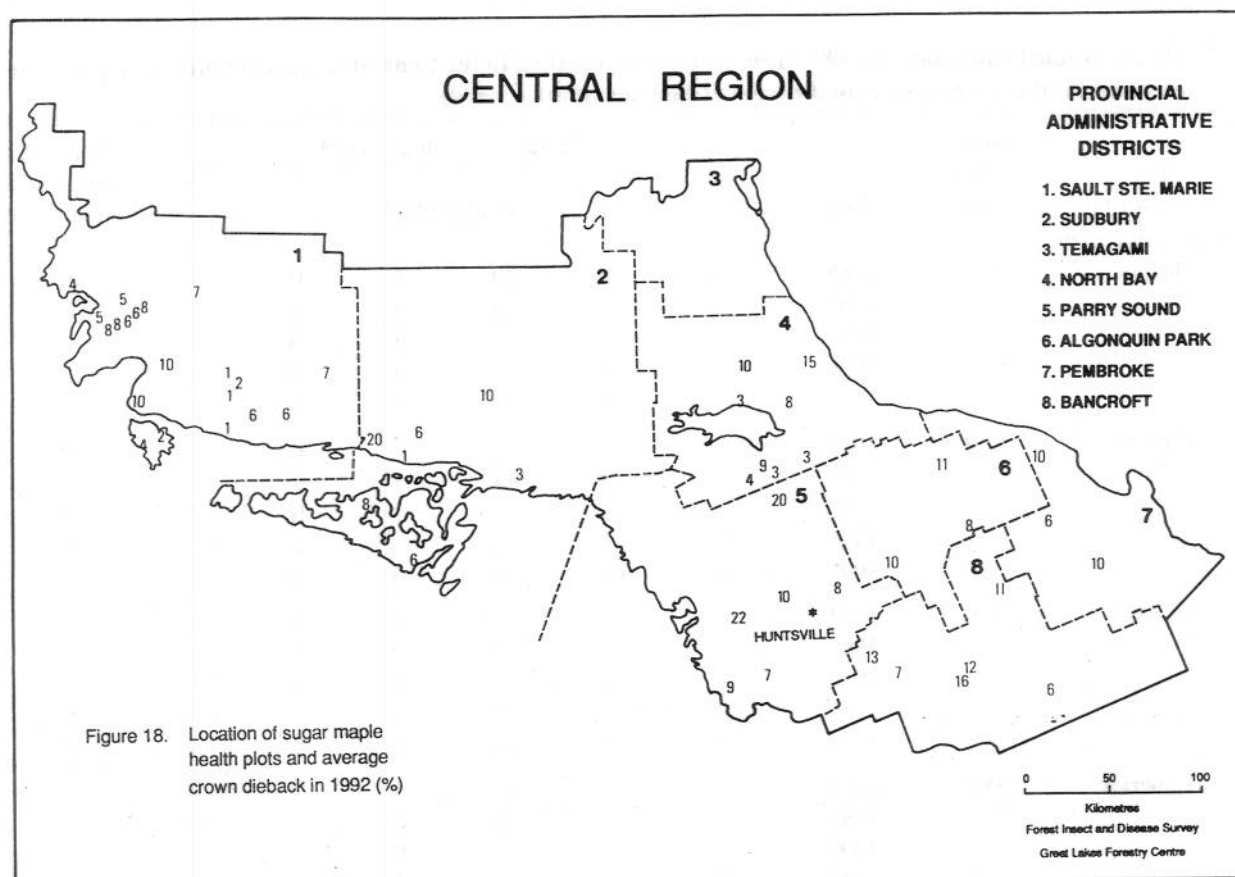 CENTRAL REGION
PROVINCIAL
ADMINISTRATIVE
DISTRICTS
1. SAULT STE. MARIE
2. SUDBURY
3. TEMAGAMI
4. NORTH BAY
5. PARRY SOUND
6. ALGONQUIN PARK
7. PEMBROKE
8. BANCROFT
3
1
2
4 5 7
5 8 8 6 6 8
4
10 15
10 1 2 7 10
10 1 3 8
6 6
1 20 6
4 2 1
3
9 3 3
4 20 5
11 6 10
8
6
8 6 7
10 8 10
11
10 8
22 *
HUNTSVILLE
13 7 12
16 6
9 7
Figure 18. Location of sugar maple
health plots and average
crown dieback in 1992 (%)
0 50 100
Kilometres
Forest Insect and Disease Survey
Great Lakes Forestry Centre